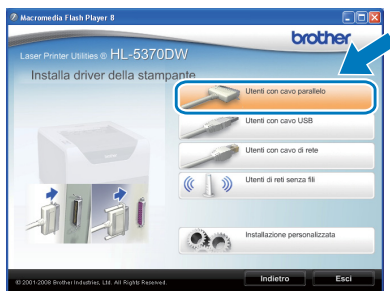 Macromedia Flash Player 8
brother
Laser Printer Utilities ® HL-5370DW
Installa driver della stampante
Utenti con cavo parallelo
Utenti con cavo USB
Utenti con cavo di rete
Utenti di reti senza fili
Installazione personalizzata
© 2001-2008 Brother Industries, Ltd. All Rights Reserved.
Indietro
Esci